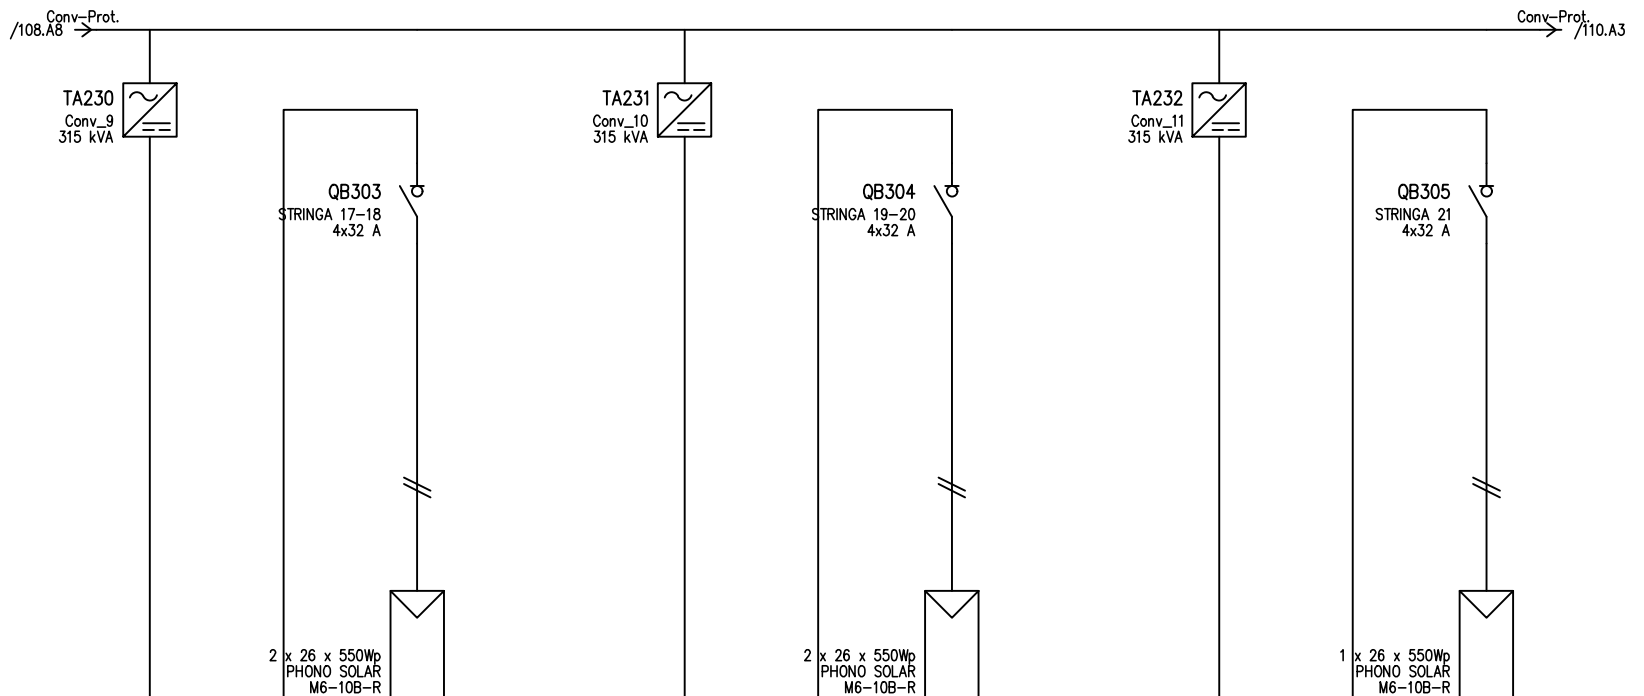 Conv-Prot.
/108.A8
Conv-Prot.
/110.A3
TA230
Conv_9
315 kVA
QB303
STRINGA 17-18
4x32 A
TA231
Conv_10
315 kVA
QB304
STRINGA 19-20
4x32 A
TA232
Conv_11
315 kVA
QB305
STRINGA 21
4x32 A
2 x 26 x 550Wp
PHONO SOLAR
M6-10B-R
2 x 26 x 550Wp
PHONO SOLAR
M6-10B-R
1 x 26 x 550Wp
PHONO SOLAR
M6-10B-R